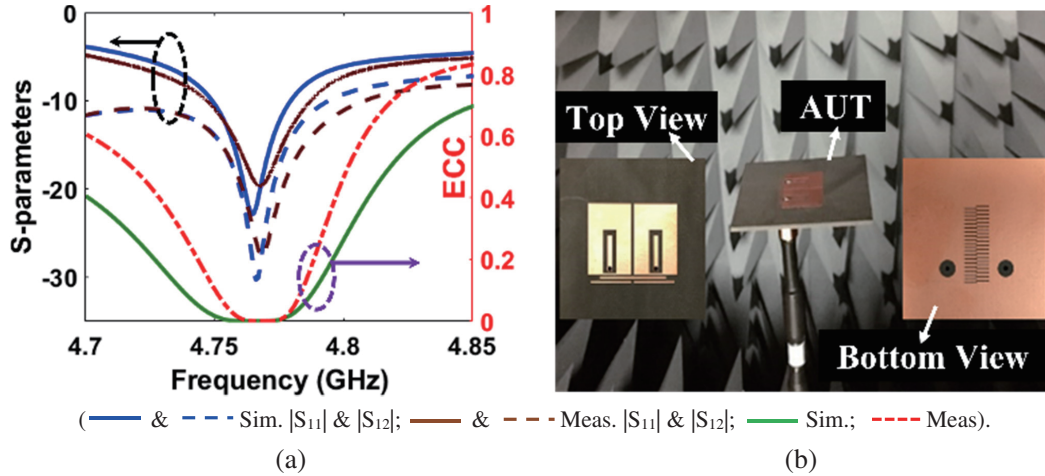 0
-10
-20
-30
S-parameters
4.7
4.75
4.8
4.85
Frequency (GHz)
0.8
0.6
0.4
0.2
0
ECC
Top View
AUT
Bottom View
( & Sim. |S₁₁| & |S₁₂|; & Meas. |S₁₁| & |S₁₂|; Sim.; Meas).
(a)
(b)